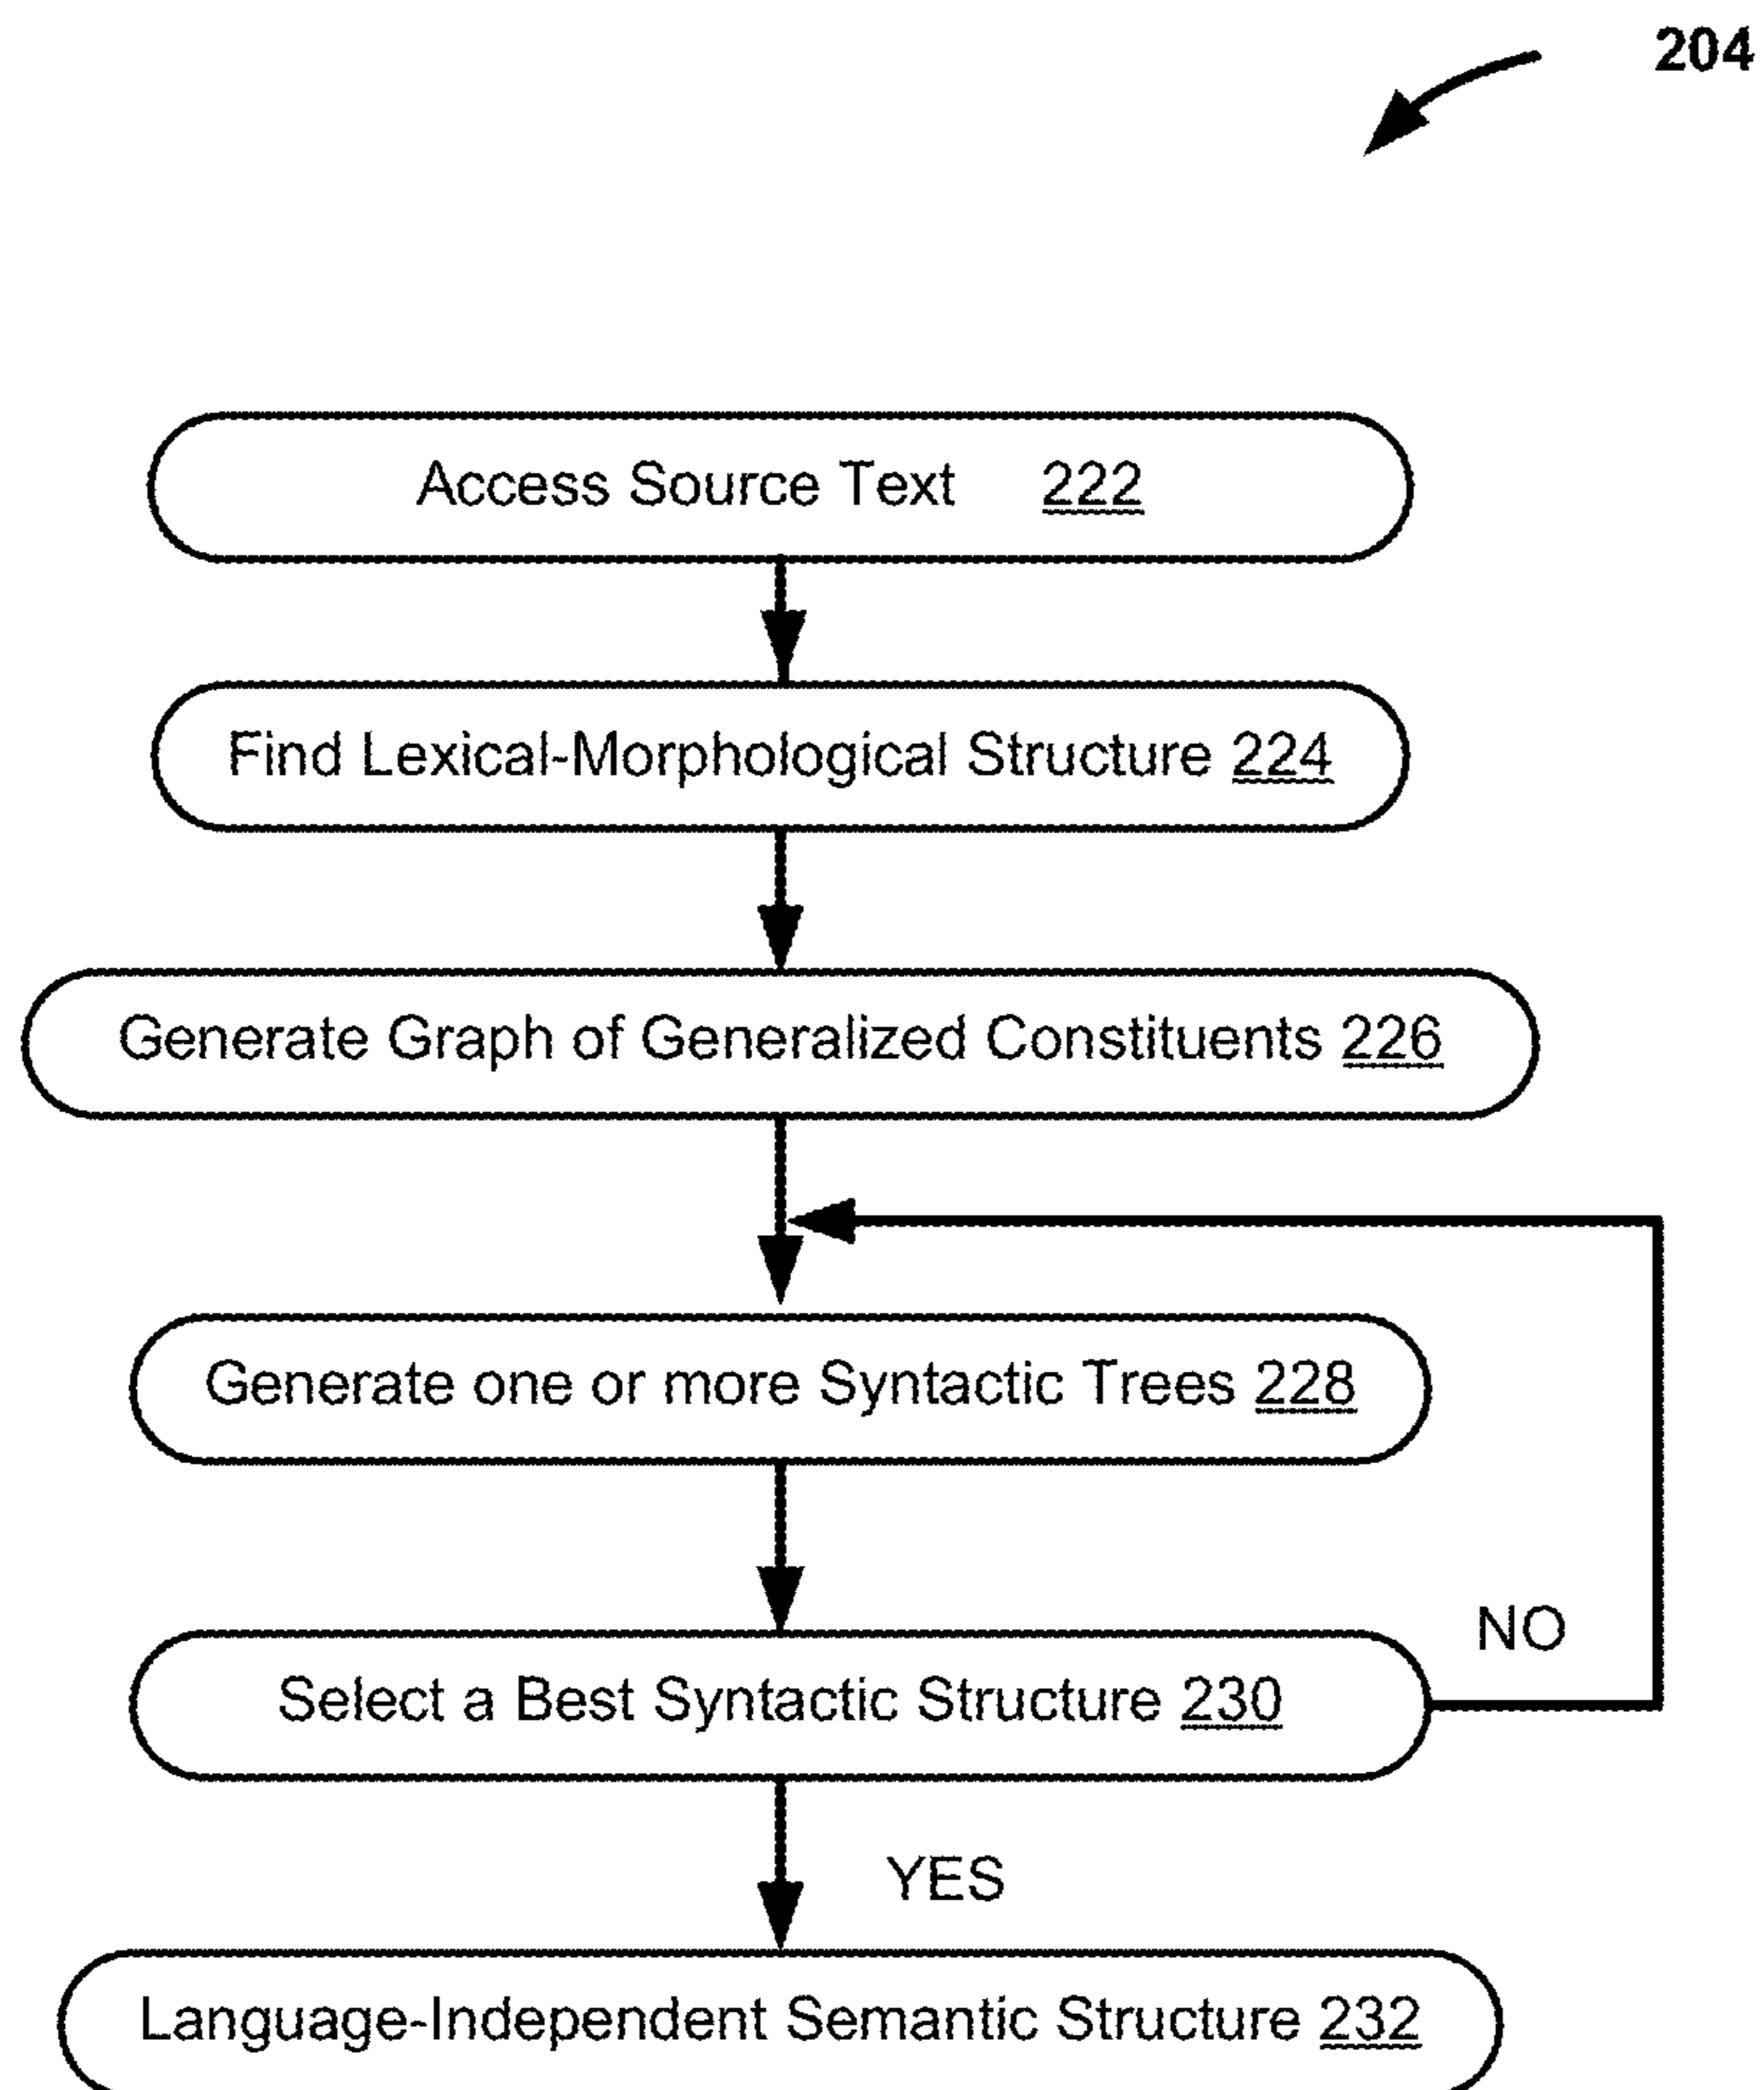 204
Access Source Text 222
Find Lexical-Morphological Structure 224
Generate Graph of Generalized Constituents 226
Generate one or more Syntactic Trees 228
NO
Select a Best Syntactic Structure 230
YES
Language-Independent Semantic Structure 232